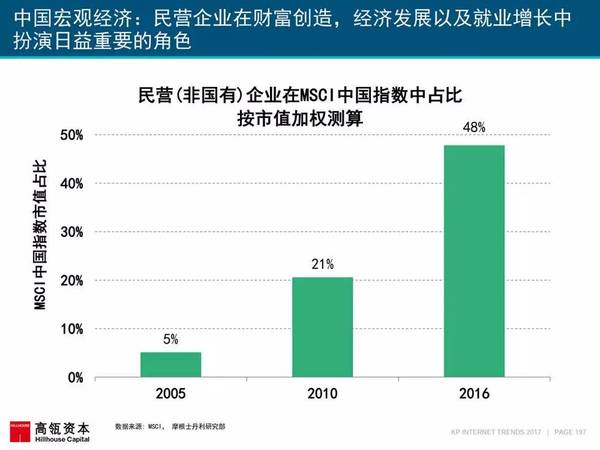 中国宏观经济：民营企业在财富创造，经济发展以及就业增长中
扮演日益重要的角色
民营(非国有)企业在MSCI中国指数中占比
按市值加权测算
MSCI中国指数市值占比
50%
40%
30%
20%
10%
0%
5%
21%
48%
2005
2010
2016
HILLHOUSE
高瓴资本
Hillhouse Capital
数据来源：MSCI， 摩根士丹利研究部
KP INTERNET TRENDS 2017 | PAGE 197